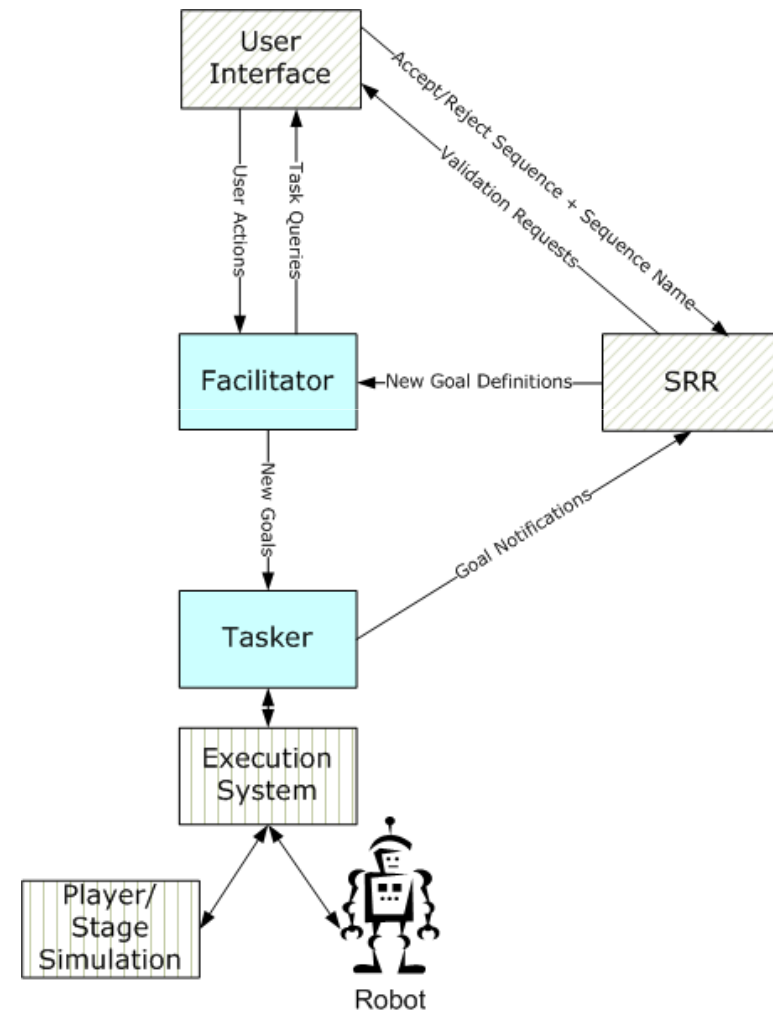 User
Interface
Accept/Reject Sequence + Sequence Name
Validation Requests
User Actions
Task Queries
Facilitator
New Goal Definitions
SRR
New Goals
Goal Notifications
Tasker
Execution
System
Player/
Stage
Simulation
Robot